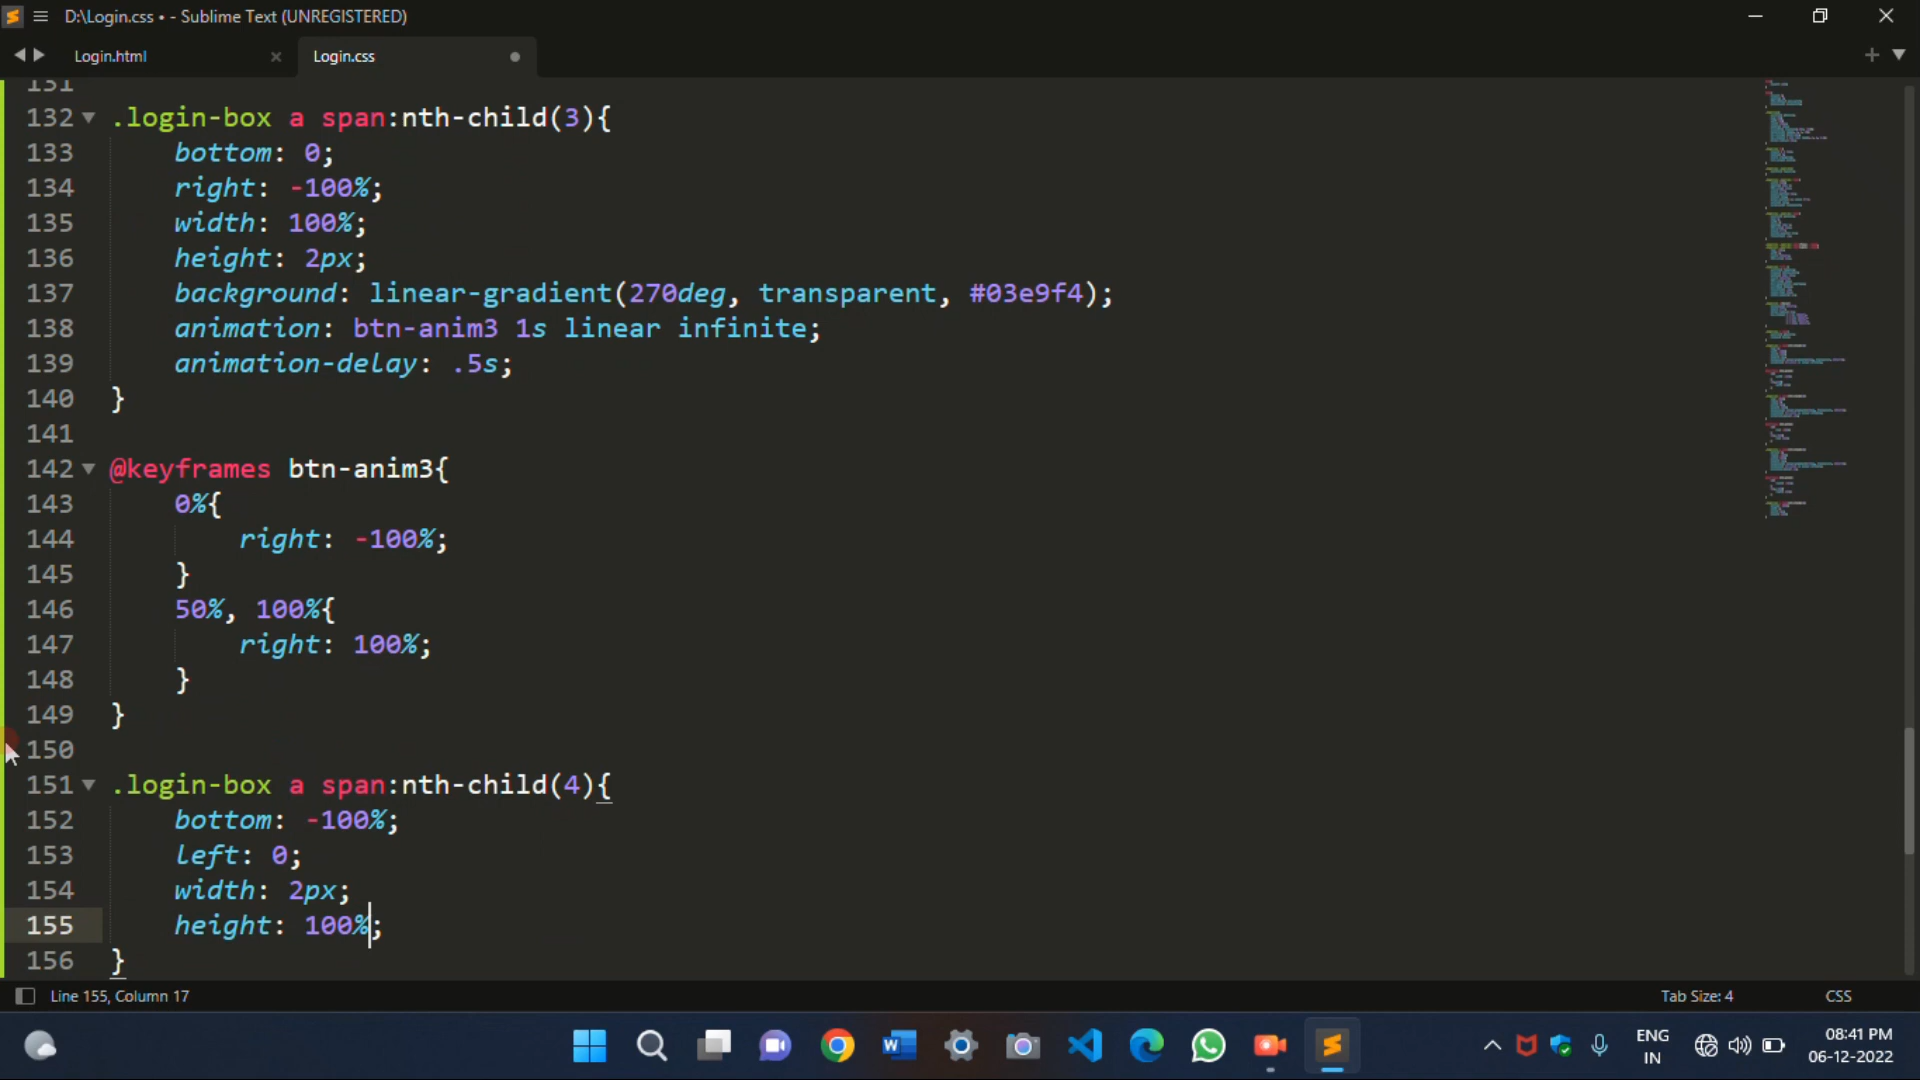 D:\Login.css • - Sublime Text (UNREGISTERED)
Login.html
Login.css
131
132 .login-box a span:nth-child(3){
133 bottom: 0;
134 right: -100%;
135 width: 100%;
136 height: 2px;
137 background: linear-gradient(270deg, transparent, #03e9f4);
138 animation: btn-anim3 1s linear infinite;
139 animation-delay: .5s;
140 }
141
142 @keyframes btn-anim3{
143 0%{
144 right: -100%;
145 }
146 50%, 100%{
147 right: 100%;
148 }
149 }
150
151 .login-box a span:nth-child(4){
152 bottom: -100%;
153 left: 0;
154 width: 2px;
155 height: 100%;
156 }
Line 155, Column 17
Tab Size: 4
CSS
ENG
IN
08:41 PM
06-12-2022